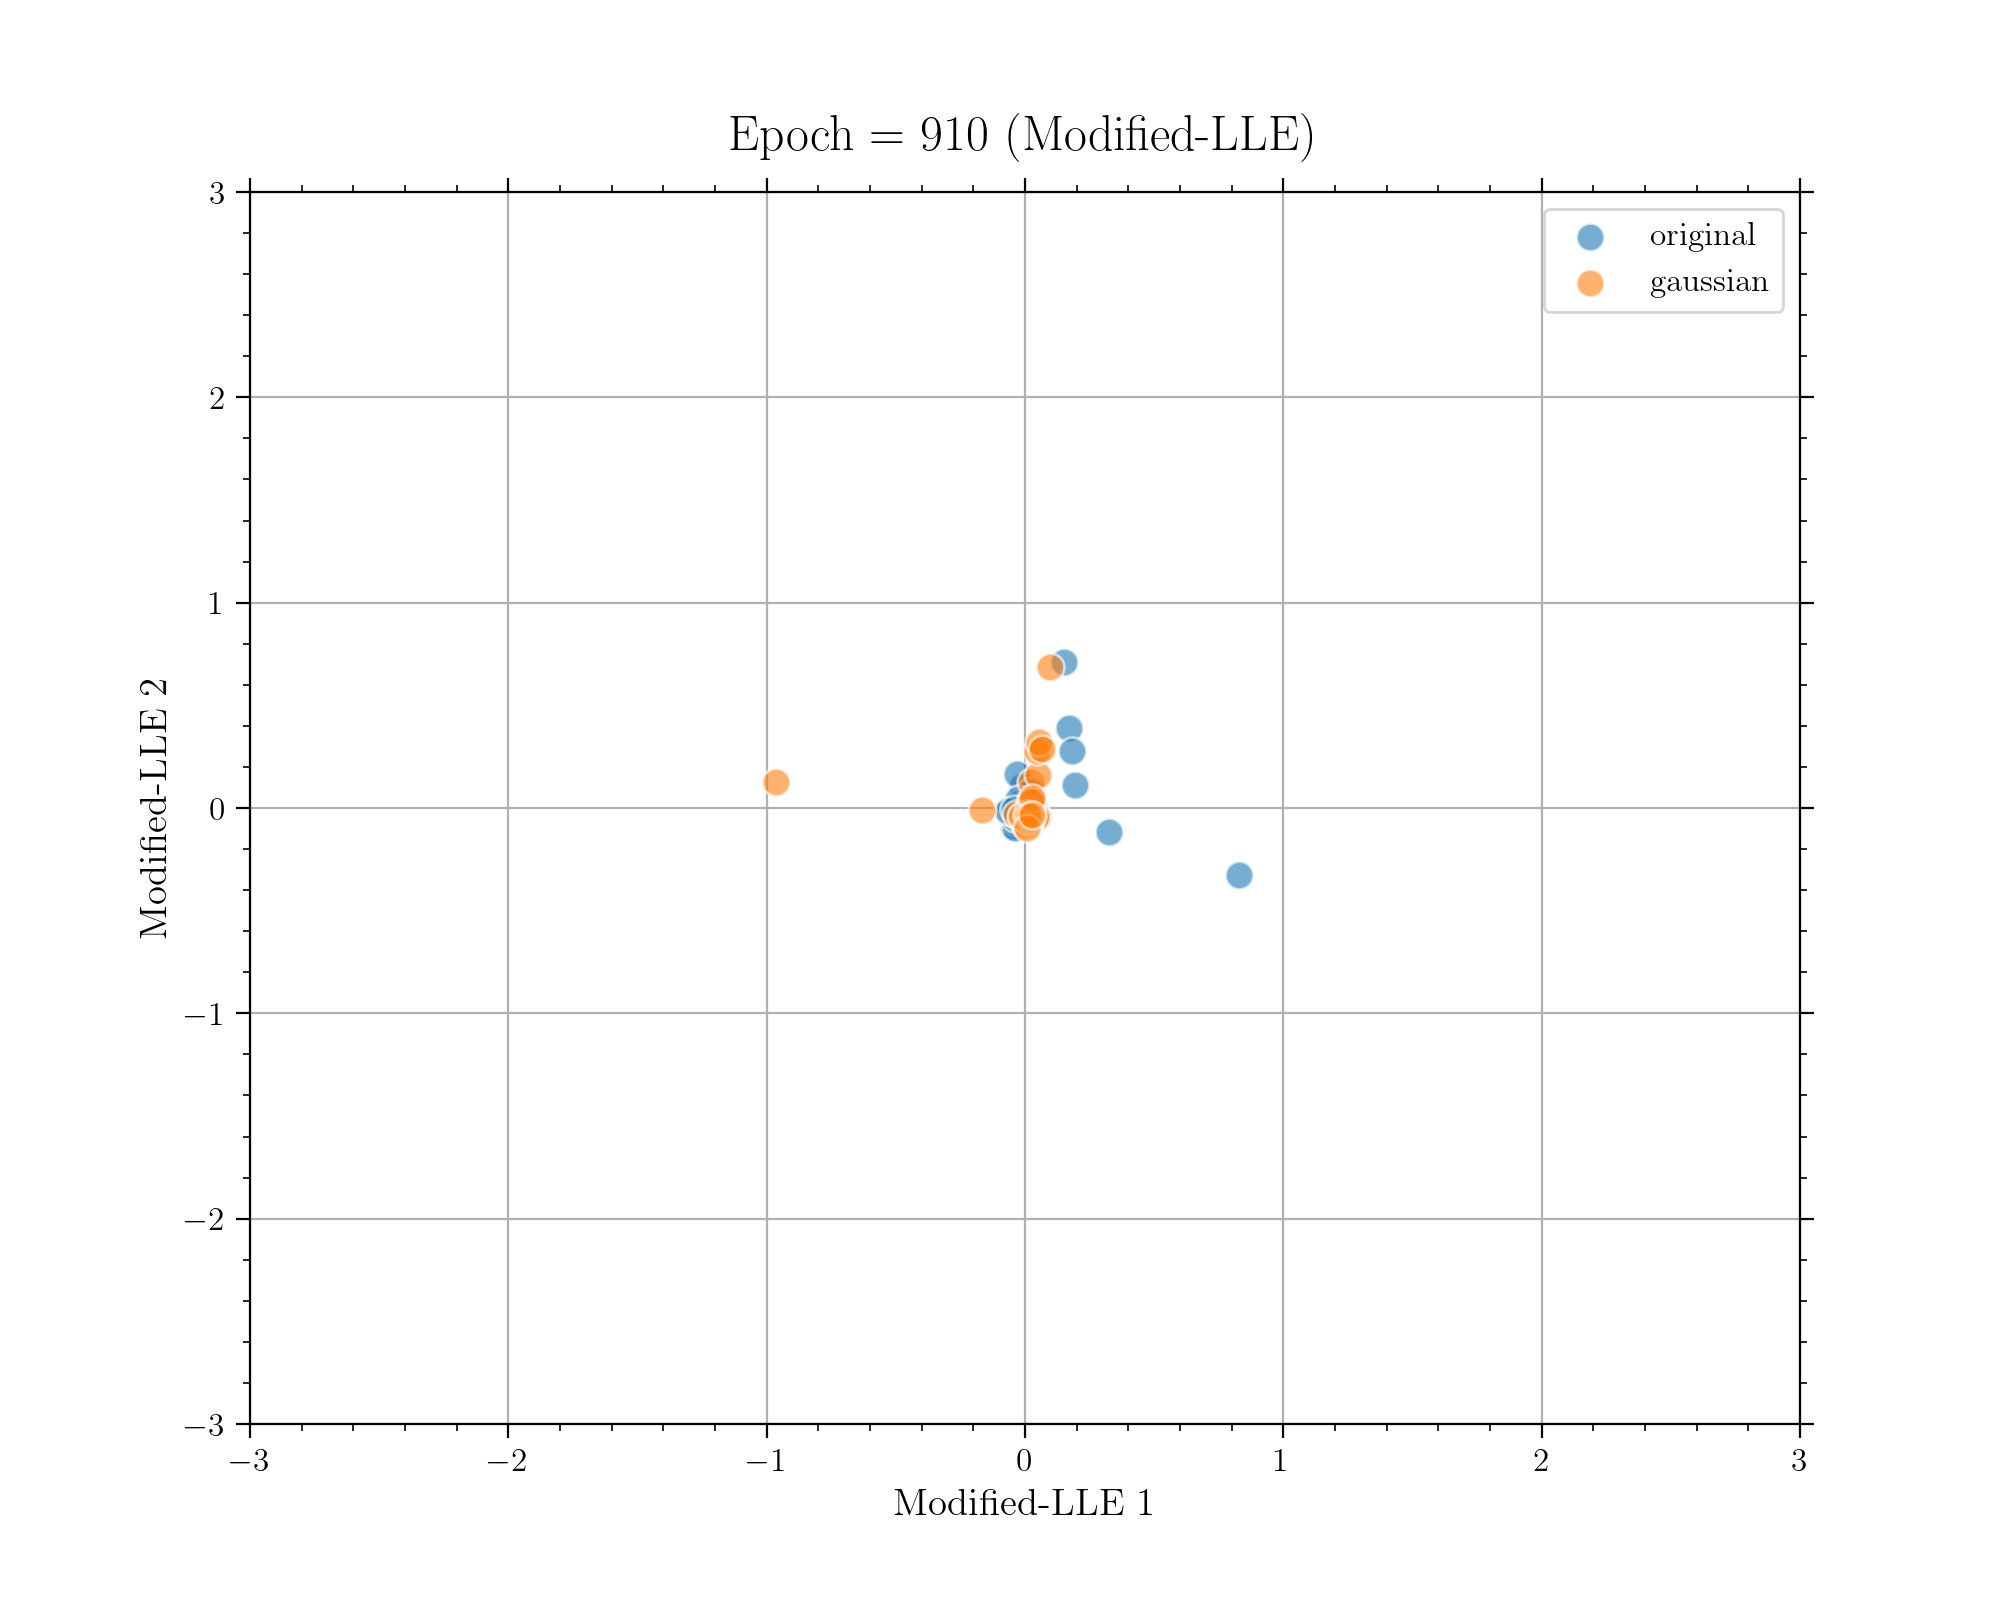 Epoch = 910 (Modified-LLE)
original
gaussian
3
2
1
0
−1
−2
−3
Modified-LLE 2
−3
−2
−1
0
1
2
3
Modified-LLE 1